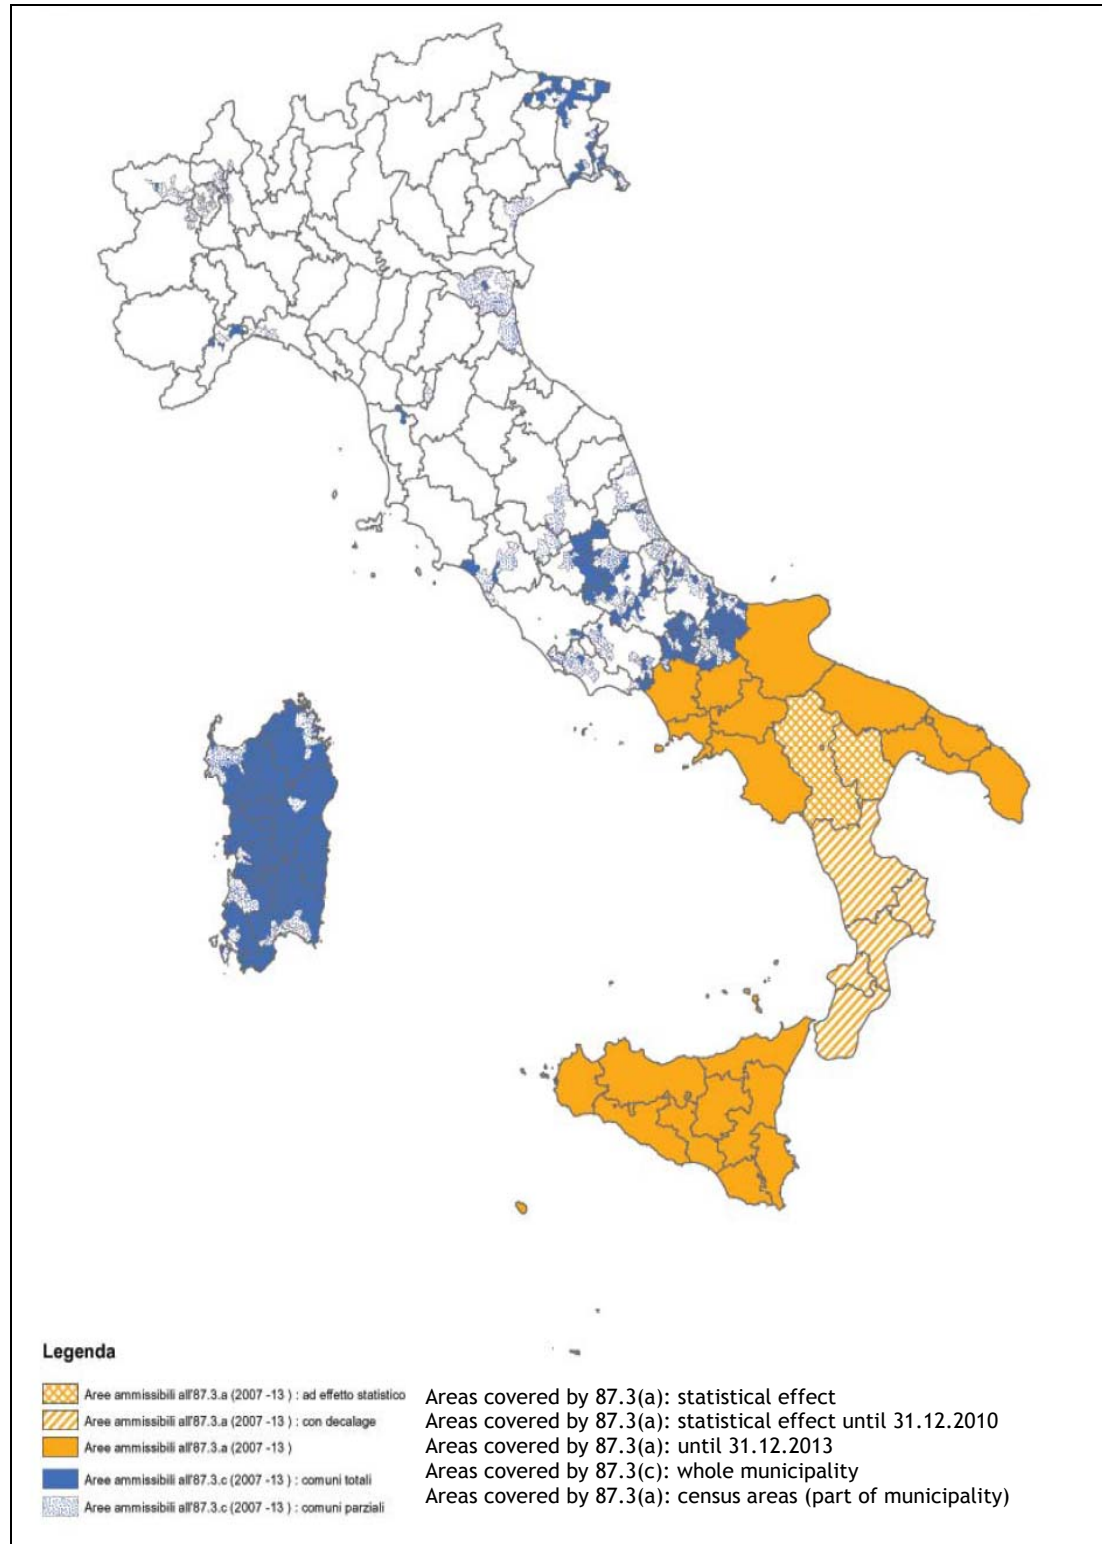 Legenda
Aree ammissibili all'87.3.a (2007 -13 ) : ad effetto statistico Areas covered by 87.3(a): statistical effect
Aree ammissibili all'87.3.a (2007 -13 ) : con decalage Areas covered by 87.3(a): statistical effect until 31.12.2010
Aree ammissibili all'87.3.a (2007 -13 ) Areas covered by 87.3(a): until 31.12.2013
Aree ammissibili all'87.3.c (2007 -13 ) : comuni totali Areas covered by 87.3(c): whole municipality
Aree ammissibili all'87.3.c (2007 -13 ) : comuni parziali Areas covered by 87.3(a): census areas (part of municipality)